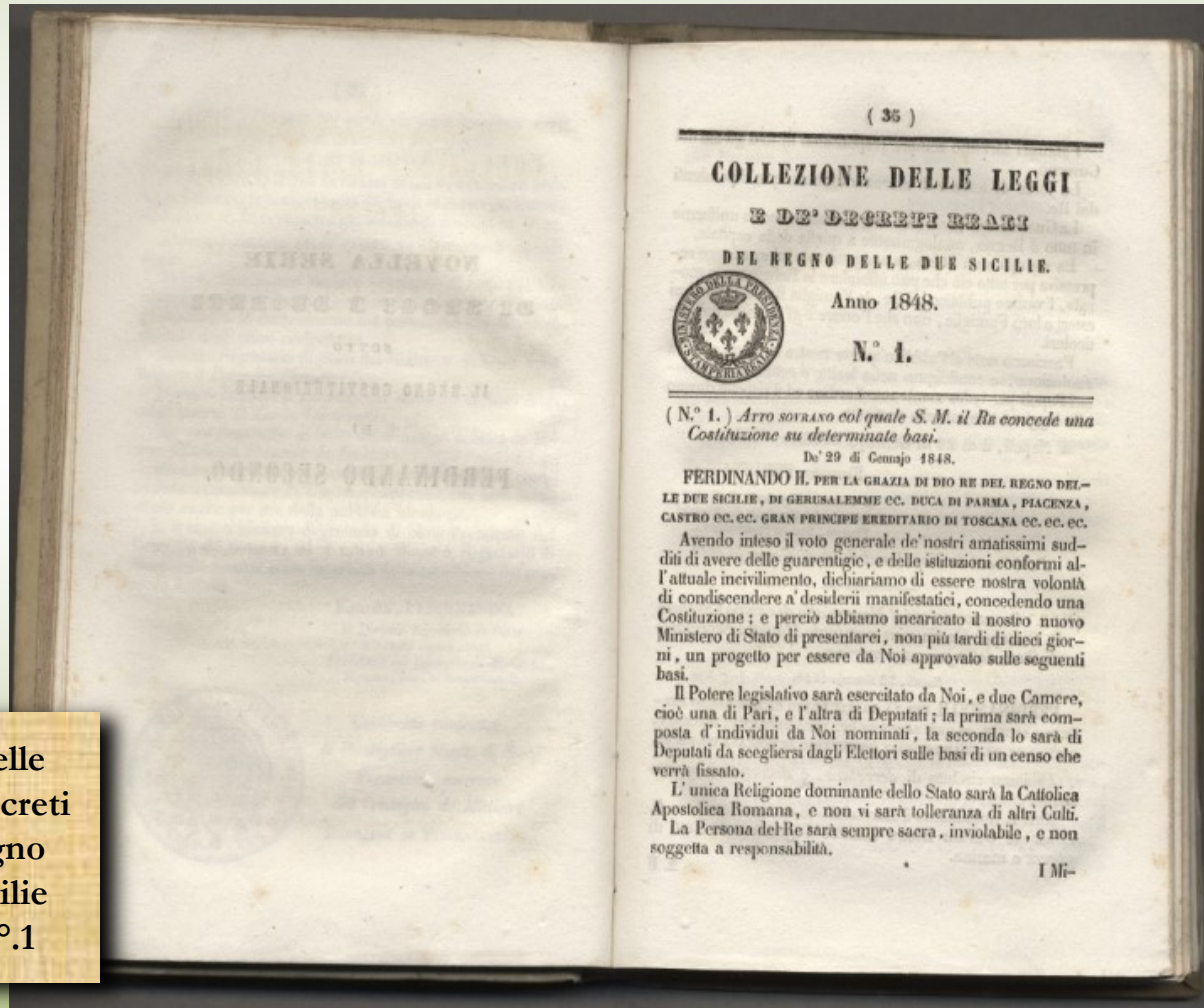 ( 35 )
COLLEZIONE DELLE LEGGI
E DE' DECRETI REALI
DEL REGNO DELLE DUE SICILIE.
MINISTERO DELLA PRESIDENZA
STAMPERIA REALE
Anno 1848.
N.° 1.
( N.° 1. ) ATTO SOVRANO col quale S. M. il RE concede una
Costituzione su determinate basi.
De' 29 di Gennajo 1848.
FERDINANDO II. PER LA GRAZIA DI DIO RE DEL REGNO DEL-
LE DUE SICILIE, DI GERUSALEMME EC. DUCA DI PARMA, PIACENZA,
CASTRO EC. EC. GRAN PRINCIPE EREDITARIO DI TOSCANA EC. EC. EC.
Avendo inteso il voto generale de' nostri amatissimi sud-
diti di avere delle guarentigie, e delle istituzioni conformi al-
l'attuale incivilimento, dichiariamo di essere nostra volontà
di condiscendere a' desiderii manifestatici, concedendo una
Costituzione ; e perciò abbiamo incaricato il nostro nuovo
Ministero di Stato di presentarci, non più tardi di dieci gior-
ni, un progetto per essere da Noi approvato sulle seguenti
basi.
Il Potere legislativo sarà esercitato da Noi, e due Camere,
cioè una di Pari, e l'altra di Deputati ; la prima sarà com-
posta d' individui da Noi nominati, la seconda lo sarà di
Deputati da scegliersi dagli Elettori sulle basi di un censo che
verrà fissato.
L' unica Religione dominante dello Stato sarà la Cattolica
Apostolica Romana, e non vi sarà tolleranza di altri Culti.
La Persona del Re sarà sempre sacra, inviolabile, e non
soggetta a responsabilità.
I Mi-
elle
creti
gno
ilie
°.1